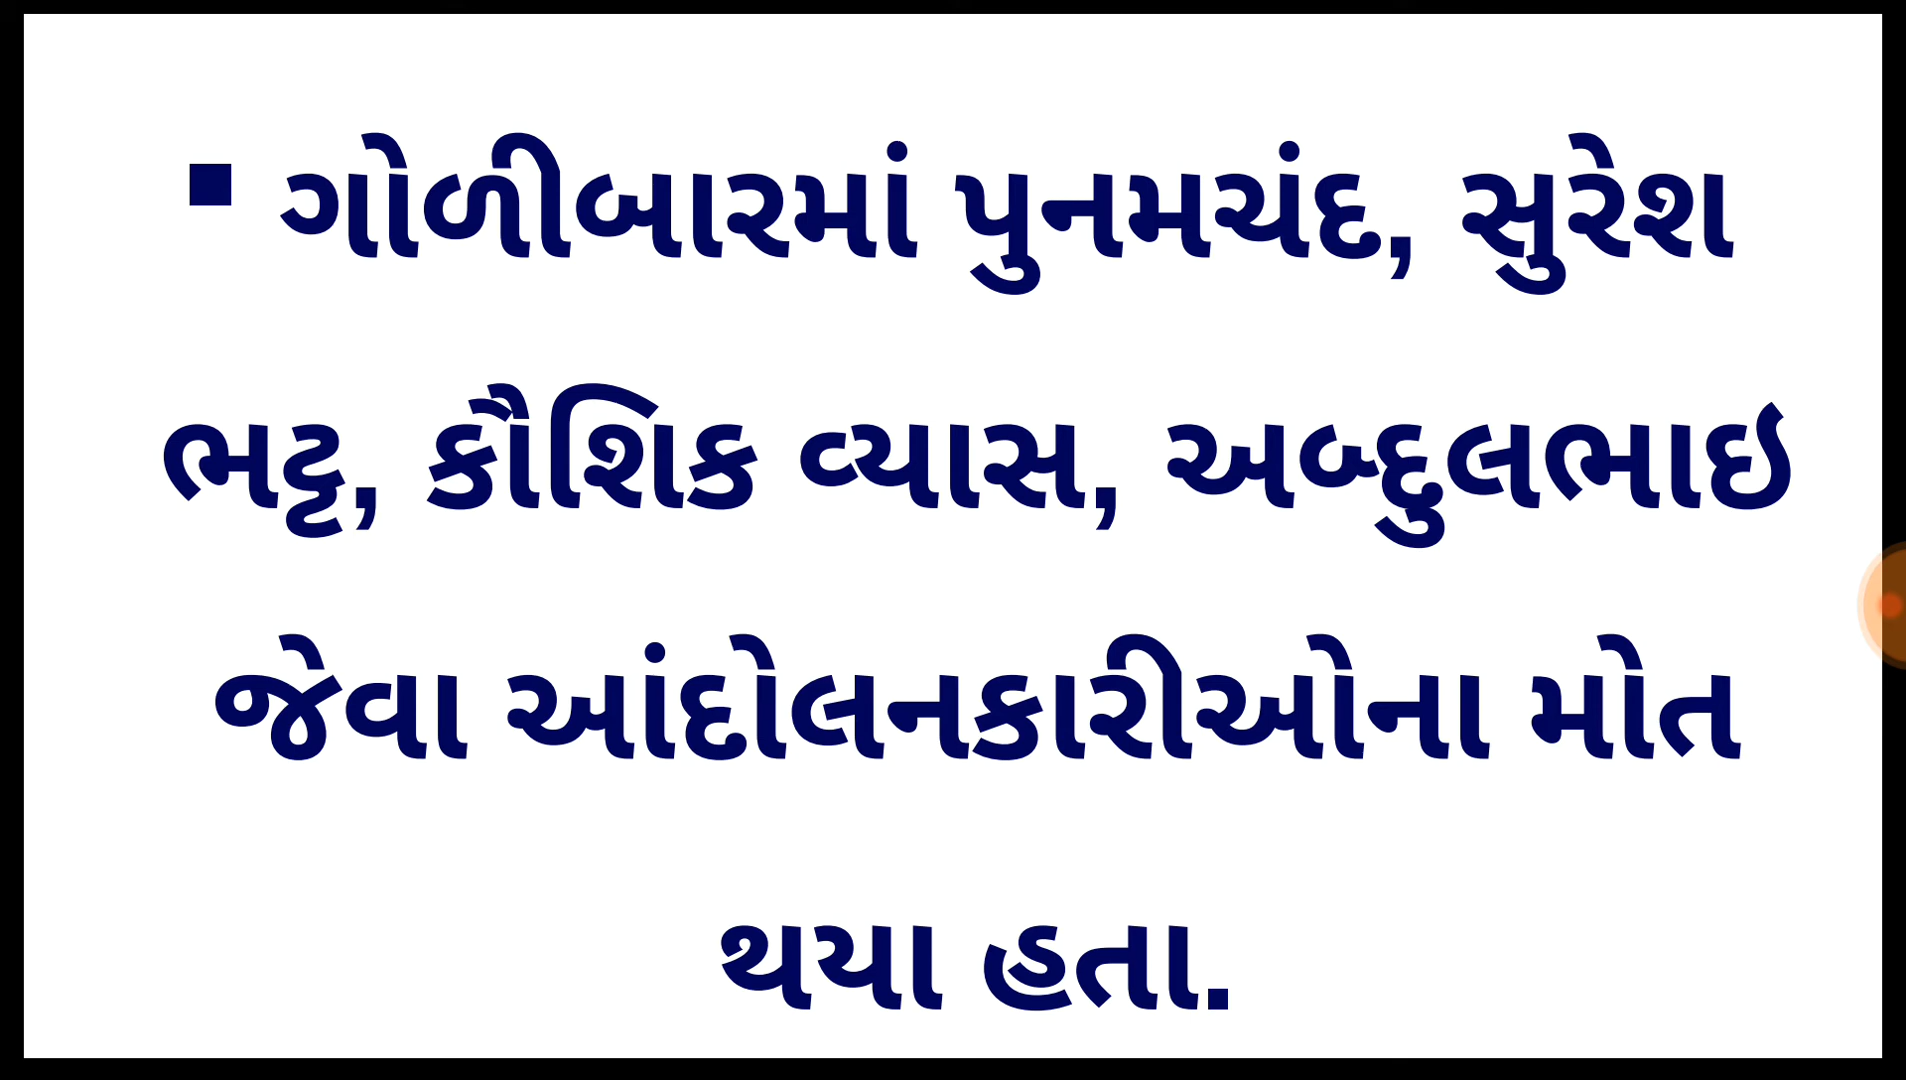 ▪ ગોળીબારમાં પુનમચંદ, સુરેશ
ભટ્ટ, કૌશિક વ્યાસ, અબ્દુલભાઇ
જેવા આંદોલનકારીઓના મોત
થયા હતા.